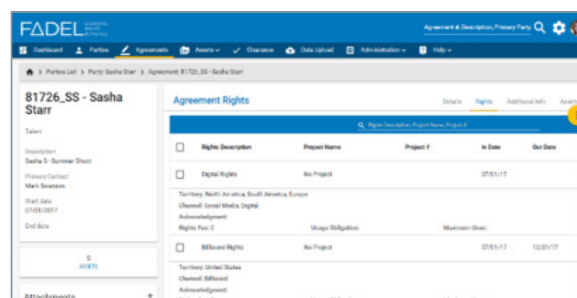 FADEL
Agreement #, Description, Primary Party
Dashboard Parties Agreements Assets Clearance Data Upload Administration Help
Parties List > Party: Sasha Starr > Agreement: 81726_SS - Sasha Starr
81726_SS - Sasha Starr
Talent
Description
Sasha S - Summer Shoot
Primary Contact
Mark Swanson
Start date
07/01/2017
End date
5
ASSETS
Attachments +
Agreement Rights
Details Rights Additional Info Assets
Rights Description, Project Name, Project #
Rights Description Project Name Project # In Date Out Date
Digital Rights No Project 07/01/17
Territory: North America, South America, Europe
Channel: Social Media, Digital
Acknowledgment:
Rights Fee: 0 Usage Obligation: Maximum Uses:
Billboard Rights No Project 07/01/17 12/31/17
Territory: United States
Channel: Billboard
Acknowledgment: